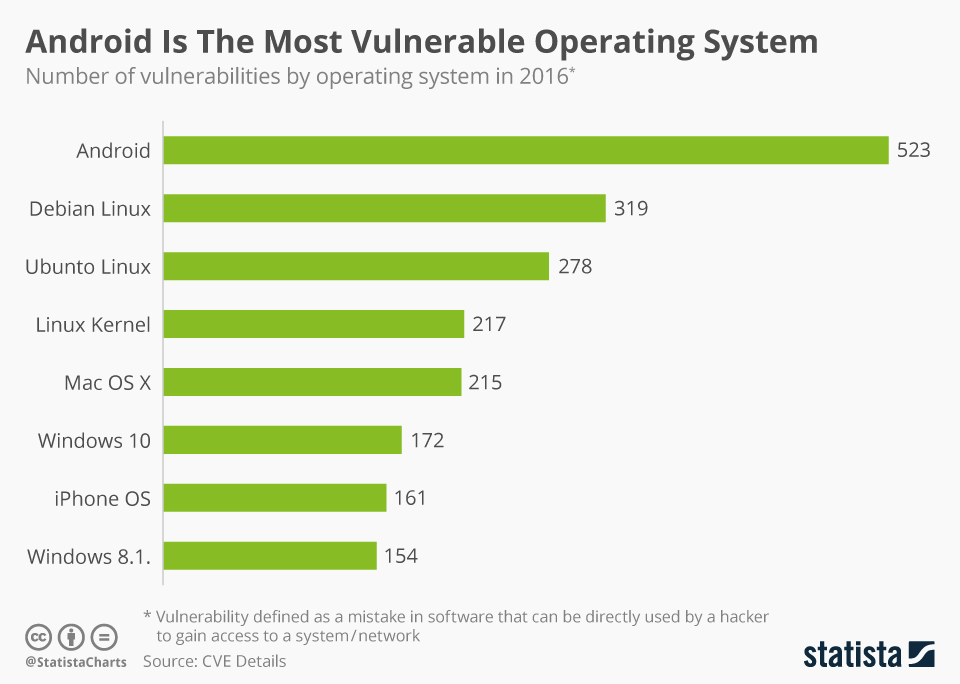 Android Is The Most Vulnerable Operating System
Number of vulnerabilities by operating system in 2016*
Android 523
Debian Linux 319
Ubunto Linux 278
Linux Kernel 217
Mac OS X 215
Windows 10 172
iPhone OS 161
Windows 8.1. 154
* Vulnerability defined as a mistake in software that can be directly used by a hacker
to gain access to a system/network
cc
@StatistaCharts Source: CVE Details
statista